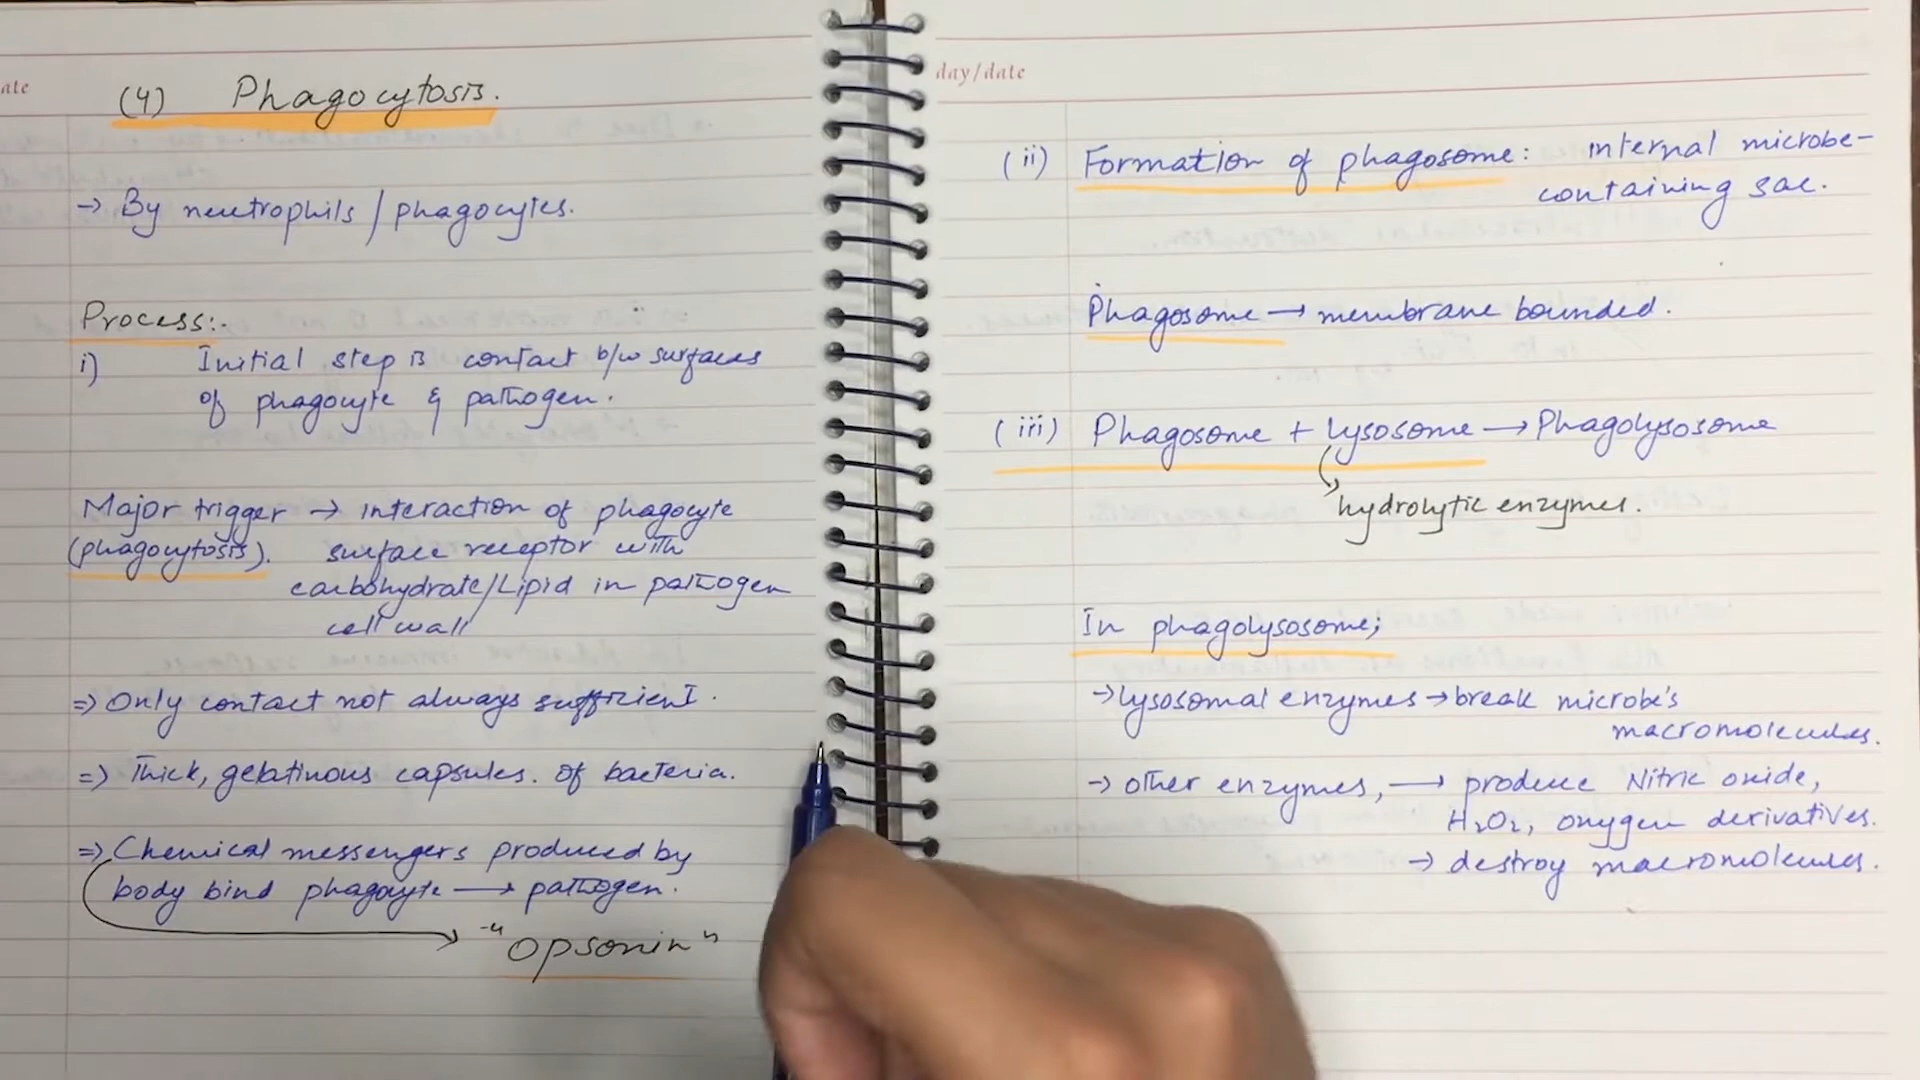 ate
(4) Phagocytosis.
→ By neutrophils / phagocytes.
Process:.
i) Initial step is contact b/w surfaces
of phagocyte & pathogen.
Major trigger → interaction of phagocyte
(phagocytosis). surface receptor with
carbohydrate/Lipid in pathogen
cell wall
⇒ Only contact not always sufficient.
⇒ Thick, gelatinous capsules. of bacteria.
⇒ Chemical messengers produced by
body bind phagocyte → pathogen.
"Opsonin"
day/date
(ii) Formation of phagosome: internal microbe-
containing sac.
Phagosome → membrane bounded.
(iii) Phagosome + lysosome → Phagolysosome
hydrolytic enzymes.
In phagolysosome;
→ lysosomal enzymes → break microbe's
macromolecules.
→ other enzymes, → produce Nitric oxide,
H₂O₂, oxygen derivatives.
→ destroy macromolecules.